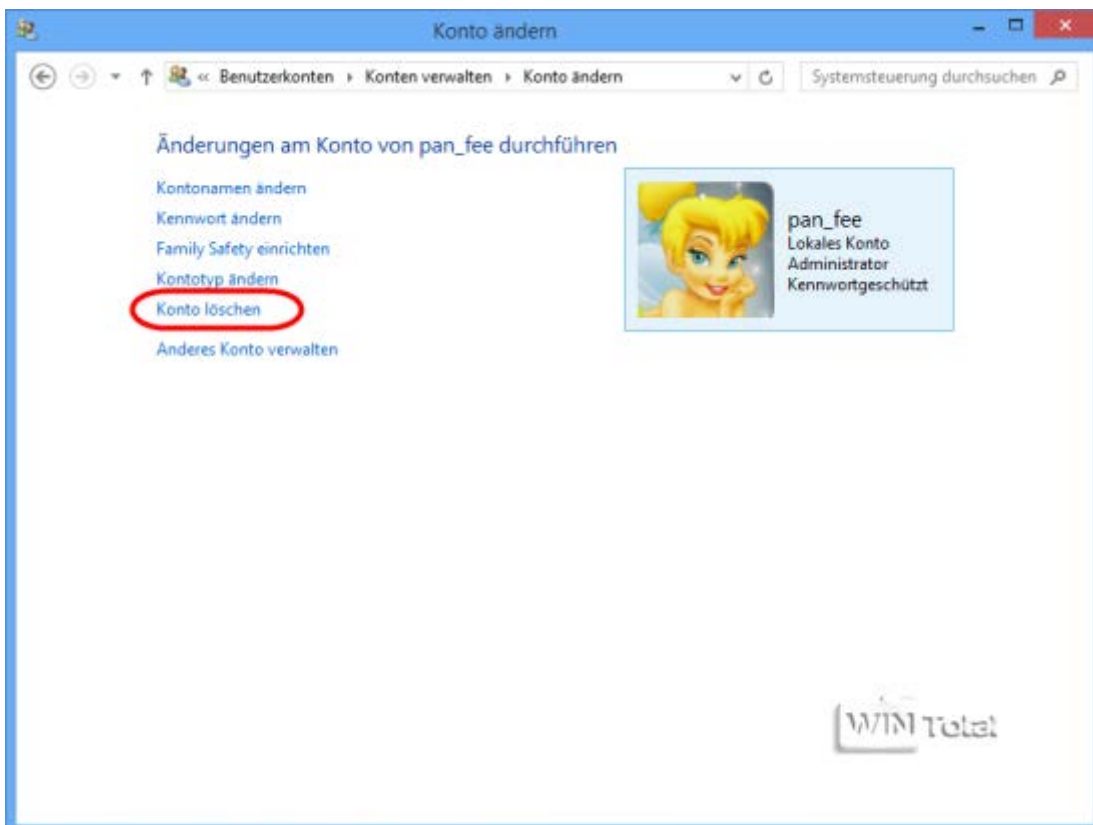 Konto ändern
« Benutzerkonten ▸ Konten verwalten ▸ Konto ändern
Systemsteuerung durchsuchen
Änderungen am Konto von pan_fee durchführen
Kontonamen ändern
Kennwort ändern
Family Safety einrichten
Kontotyp ändern
Konto löschen
Anderes Konto verwalten
pan_fee
Lokales Konto
Administrator
Kennwortgeschützt
WIN Total